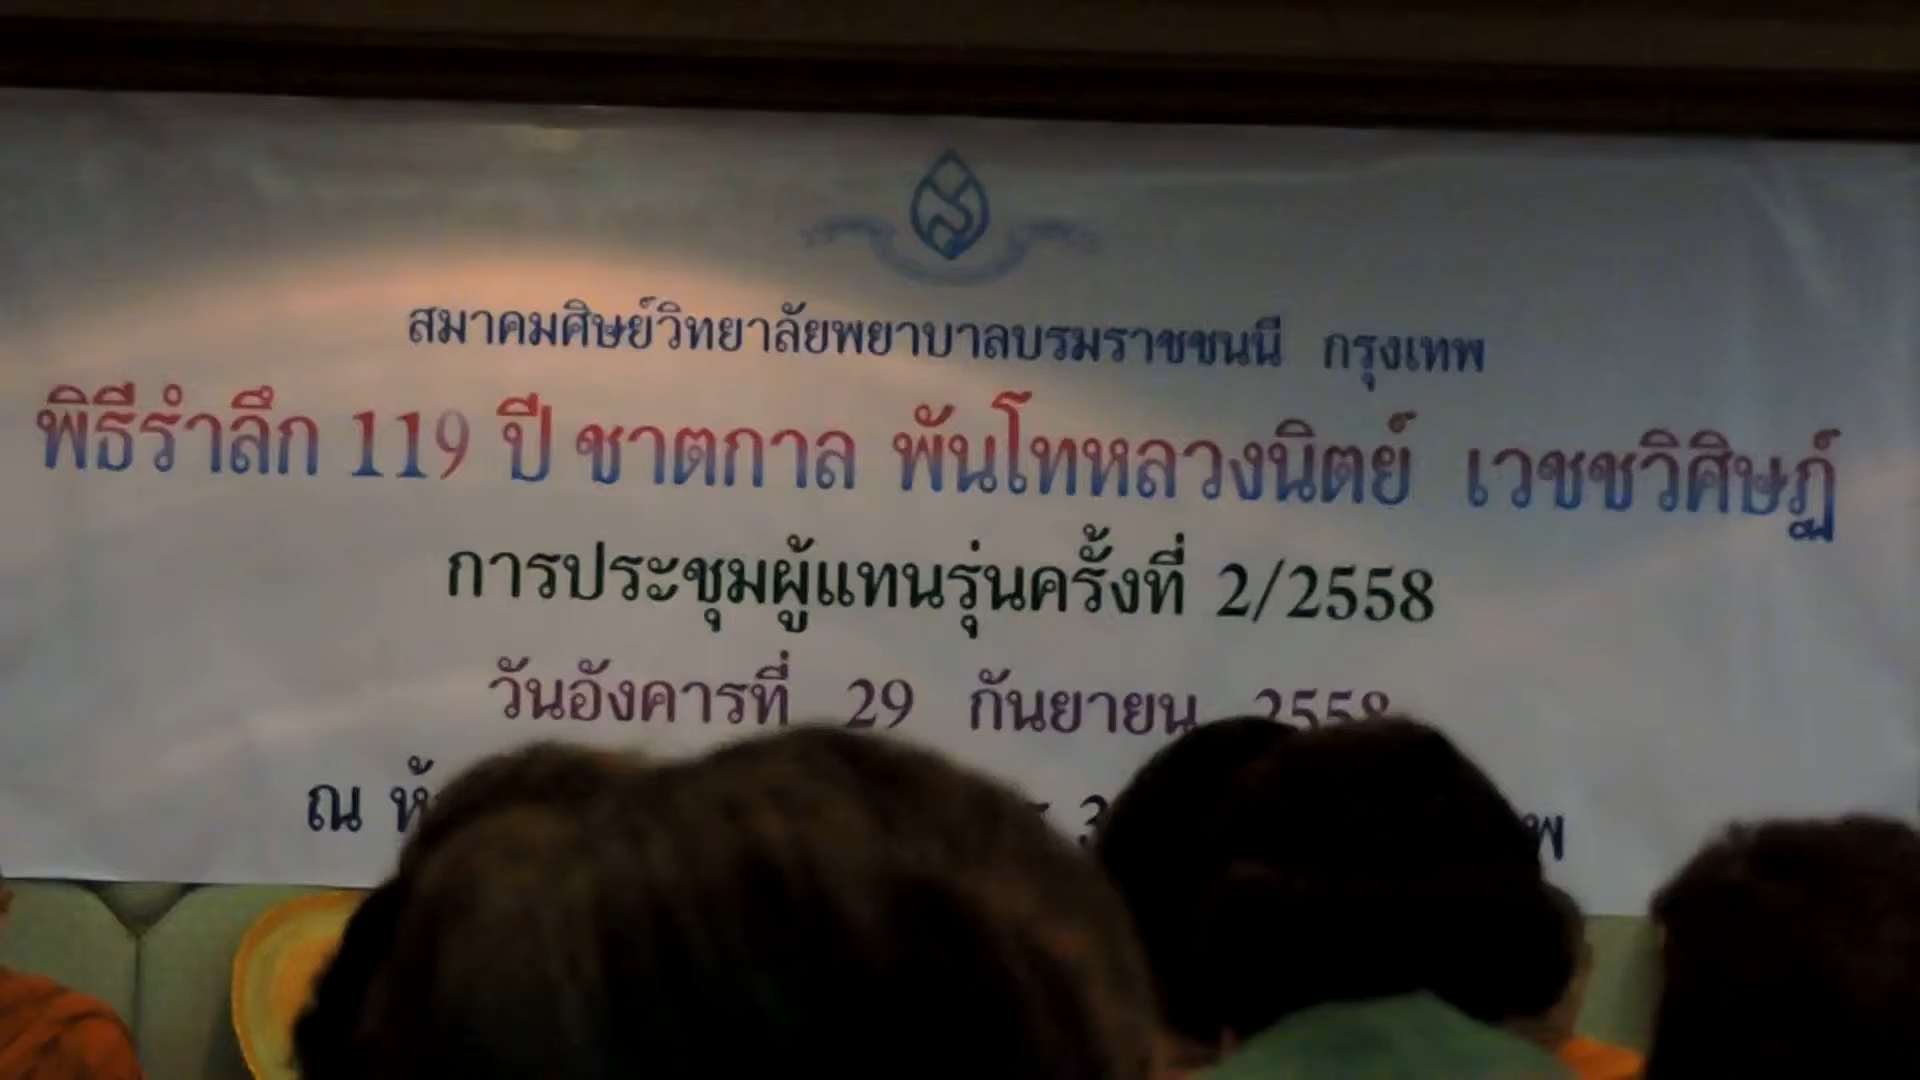 สมาคมศิษย์วิทยาลัยพยาบาลบรมราชชนนี กรุงเทพ
พิธีรำลึก 119 ปี ชาตกาล พันโทหลวงนิตย์ เวชชวิศิษฏ์
การประชุมผู้แทนรุ่นครั้งที่ 2/2558
วันอังคารที่ 29 กันยายน 2558
ณ